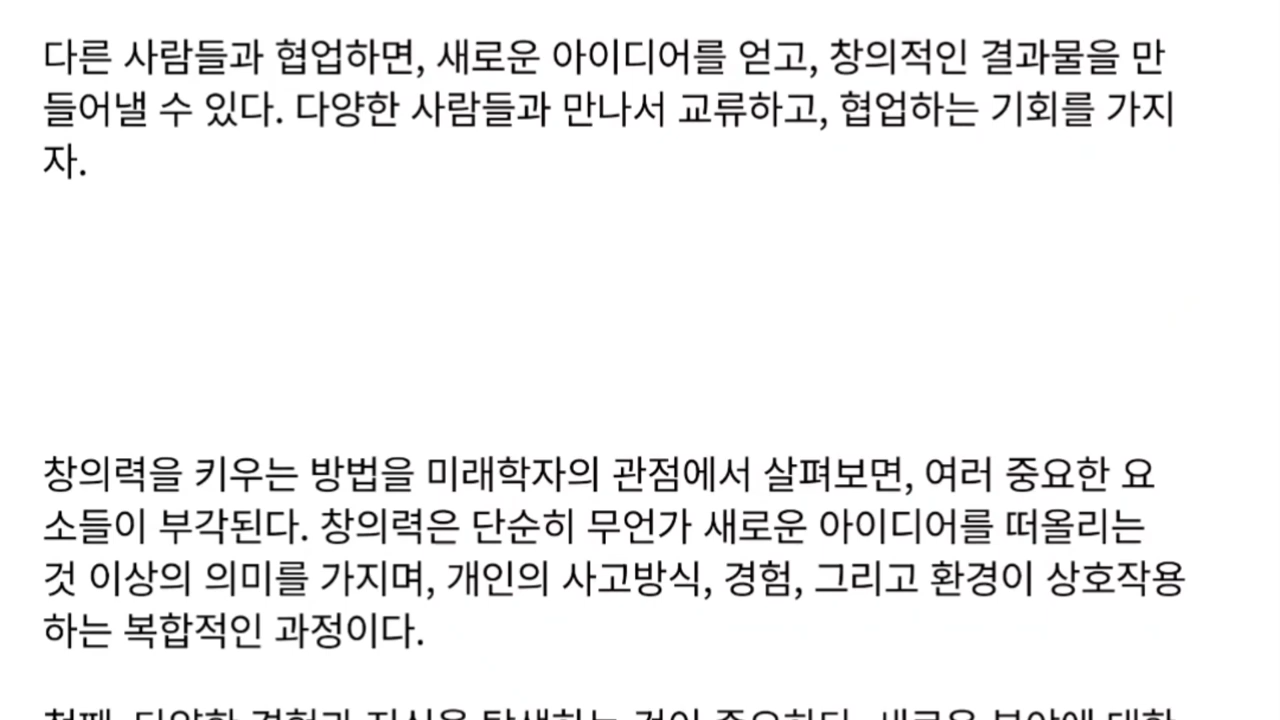 다른 사람들과 협업하면, 새로운 아이디어를 얻고, 창의적인 결과물을 만
들어낼 수 있다. 다양한 사람들과 만나서 교류하고, 협업하는 기회를 가지
자.
창의력을 키우는 방법을 미래학자의 관점에서 살펴보면, 여러 중요한 요
소들이 부각된다. 창의력은 단순히 무언가 새로운 아이디어를 떠올리는
것 이상의 의미를 가지며, 개인의 사고방식, 경험, 그리고 환경이 상호작용
하는 복합적인 과정이다.